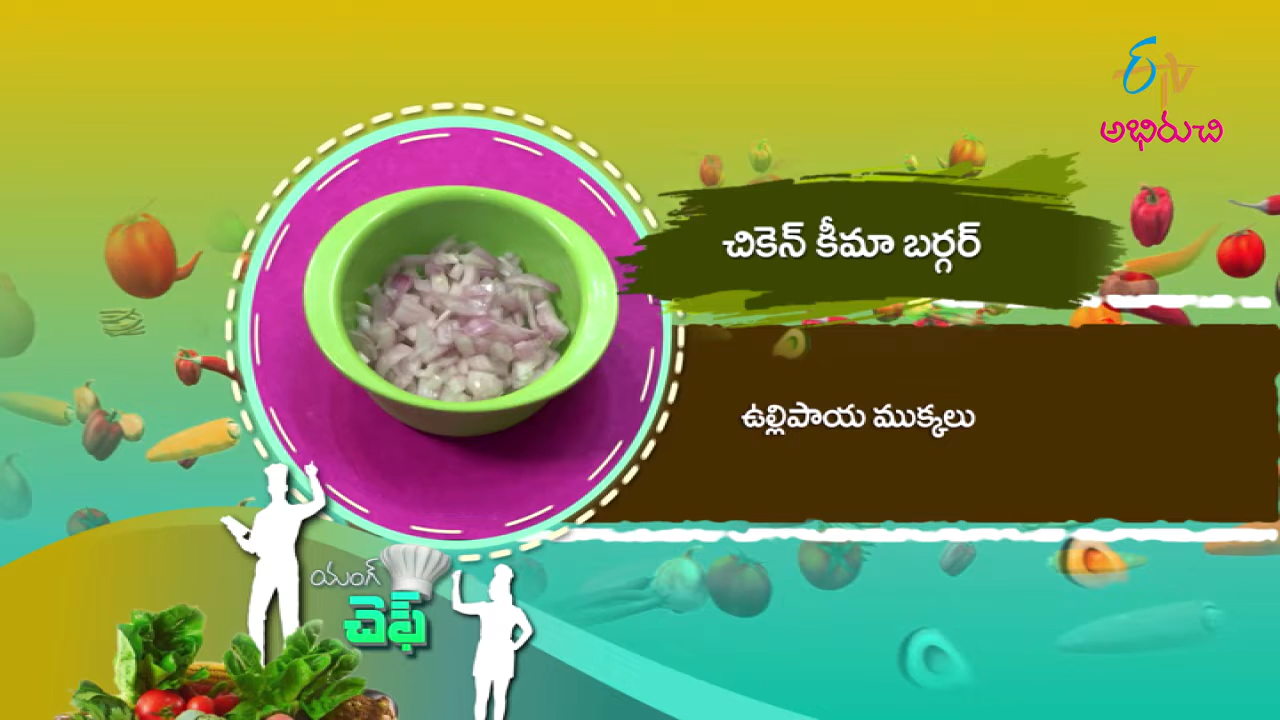 ETV
అభిరుచి
చికెన్ కీమా బర్గర్
ఉల్లిపాయ ముక్కలు
యంగ్
చెఫ్